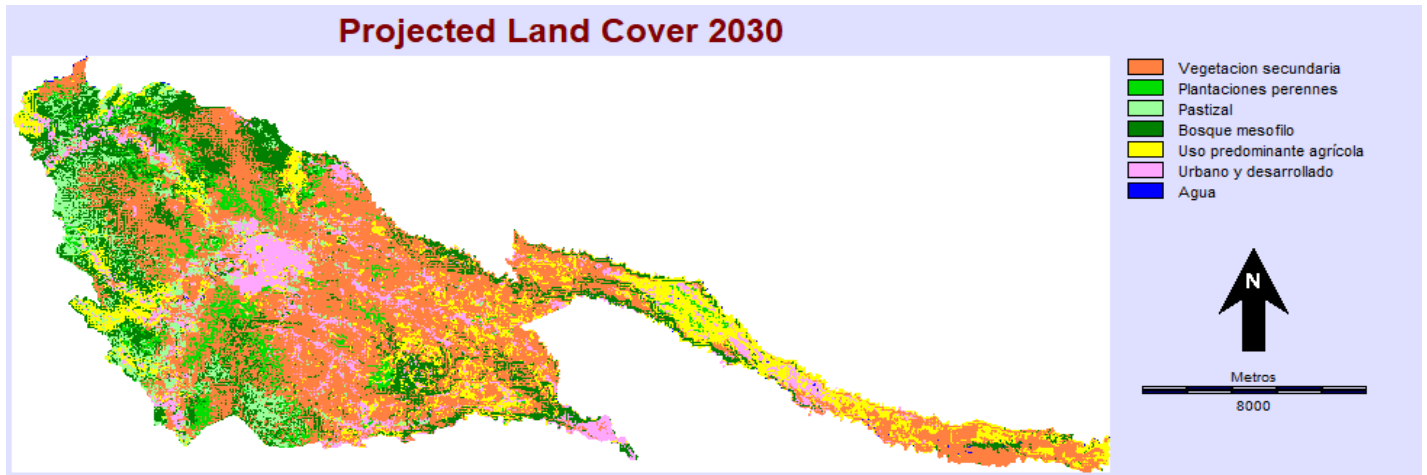 Projected Land Cover 2030
Vegetacion secundaria
Plantaciones perennes
Pastizal
Bosque mesofilo
Uso predominante agrícola
Urbano y desarrollado
Agua
N
Metros
8000